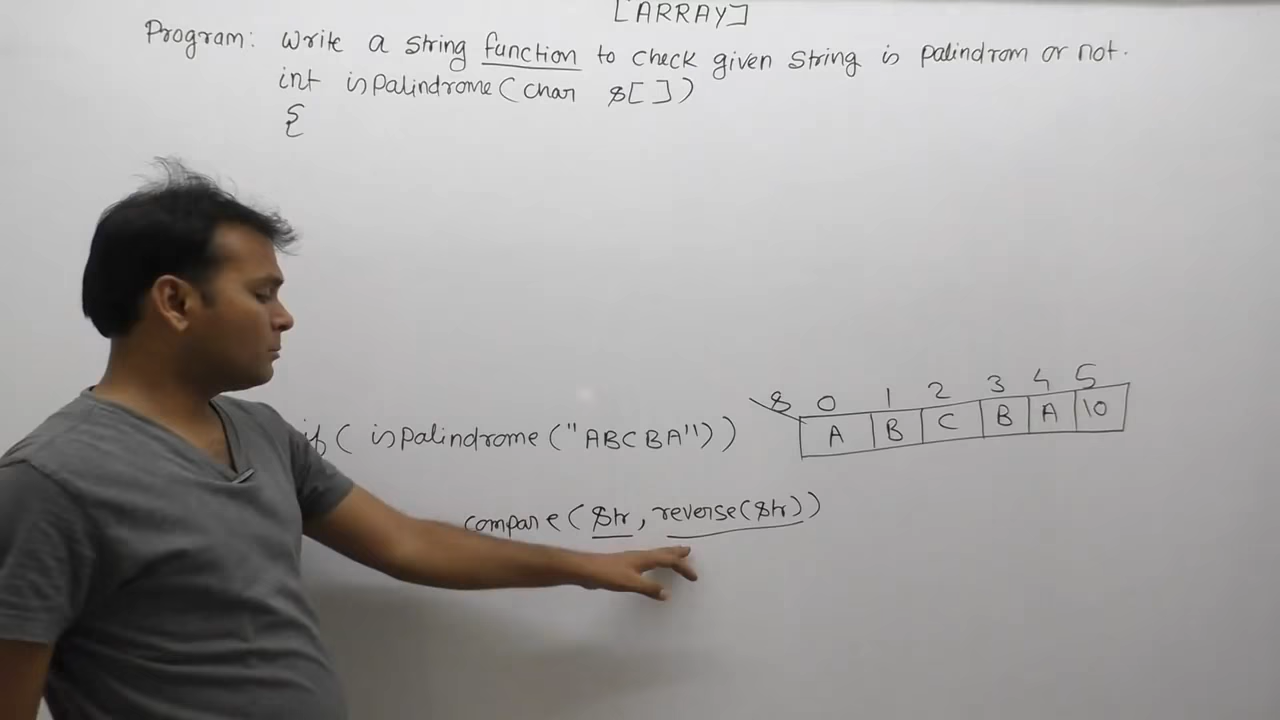 [ARRAY]
Program: Write a string function to check given string is palindrom or not.
int ispalindrome(char s[])
{
if( ispalindrome("ABCBA"))
s 0 1 2 3 4 5
A B C B A \0
compare(str, reverse(str))